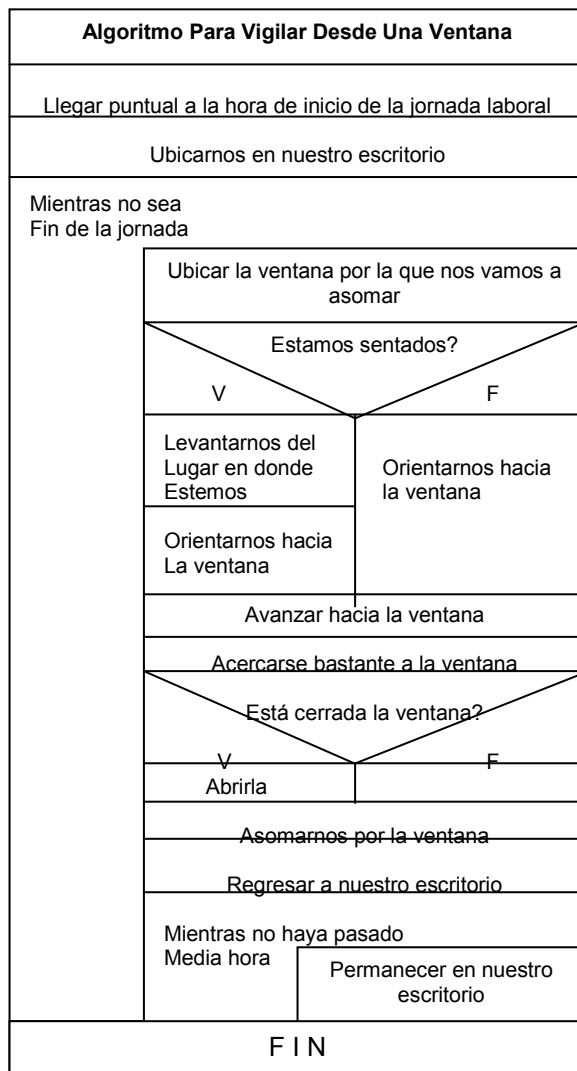 Algoritmo Para Vigilar Desde Una Ventana
Llegar puntual a la hora de inicio de la jornada laboral
Ubicarnos en nuestro escritorio
Mientras no sea
Fin de la jornada
Ubicar la ventana por la que nos vamos a
asomar
Estamos sentados?
V
F
Levantarnos del
Lugar en donde
Estemos
Orientarnos hacia
La ventana
Orientarnos hacia
la ventana
Avanzar hacia la ventana
Acercarse bastante a la ventana
Está cerrada la ventana?
V
F
Abrirla
Asomarnos por la ventana
Regresar a nuestro escritorio
Mientras no haya pasado
Media hora
Permanecer en nuestro
escritorio
F I N